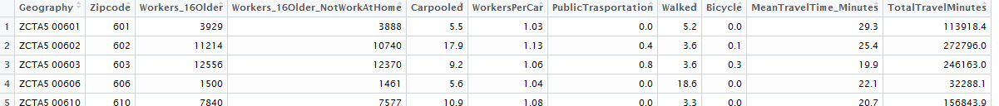 Geography Zipcode Workers_16Older Workers_16Older_NotWorkAtHome Carpooled WorkersPerCar PublicTrasportation Walked Bicycle MeanTravelTime_Minutes TotalTravelMinutes
1 ZCTA5 00601 601 3929 3888 5.5 1.03 0.0 5.2 0.0 29.3 113918.4
2 ZCTA5 00602 602 11214 10740 17.9 1.13 0.4 3.6 0.1 25.4 272796.0
3 ZCTA5 00603 603 12556 12370 9.2 1.06 0.8 3.6 0.3 19.9 246163.0
4 ZCTA5 00606 606 1500 1461 5.6 1.04 0.0 18.6 0.0 22.1 32288.1
5 ZCTA5 00610 610 7840 7577 10.9 1.08 0.0 3.3 0.0 20.7 156843.9